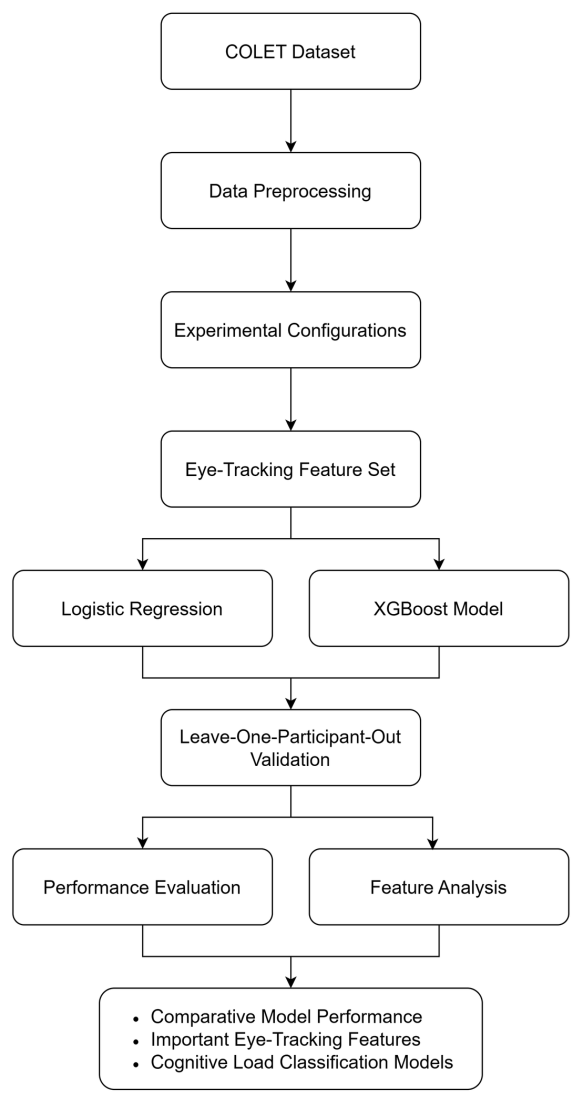 COLET Dataset
Data Preprocessing
Experimental Configurations
Eye-Tracking Feature Set
Logistic Regression
XGBoost Model
Leave-One-Participant-Out
Validation
Performance Evaluation
Feature Analysis
• Comparative Model Performance
• Important Eye-Tracking Features
• Cognitive Load Classification Models